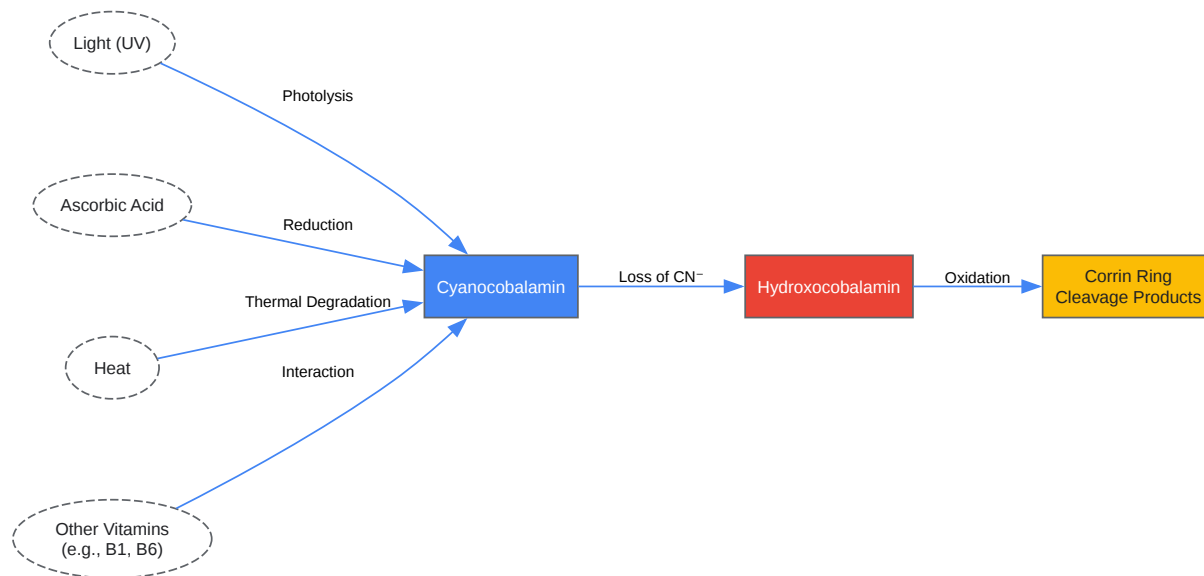 Light (UV)
Photolysis
Ascorbic Acid
Reduction
Cyanocobalamin
Loss of CN⁻
Hydroxocobalamin
Oxidation
Corrin Ring
Cleavage Products
Thermal Degradation
Heat
Interaction
Other Vitamins
(e.g., B1, B6)